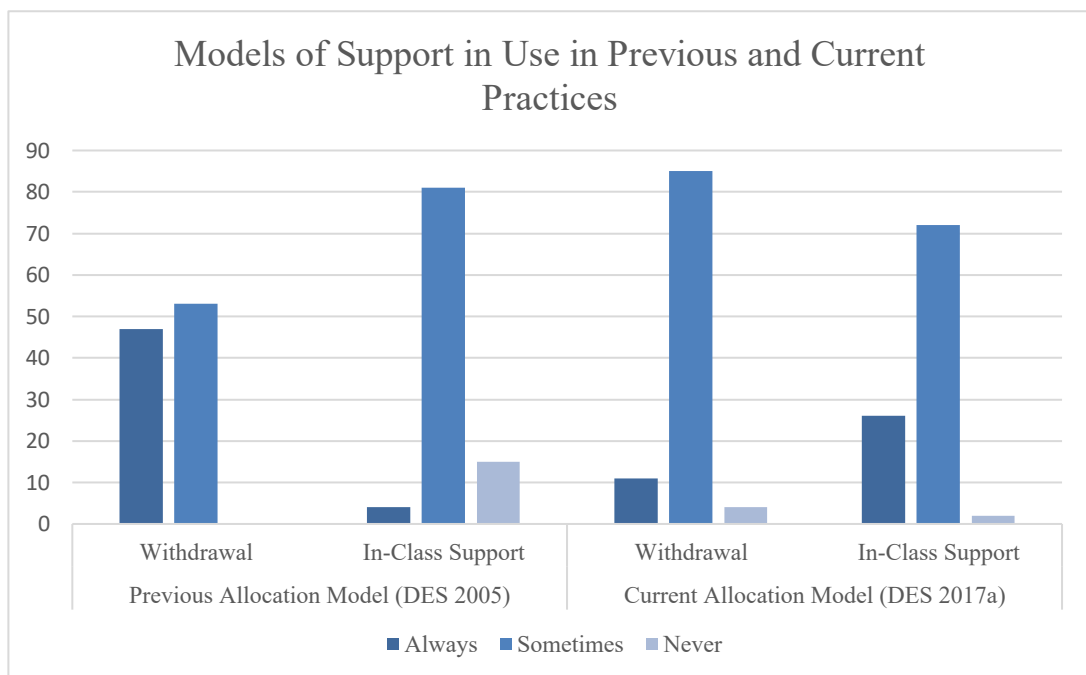 Models of Support in Use in Previous and Current
Practices
90
80
70
60
50
40
30
20
10
0
Withdrawal In-Class Support Withdrawal In-Class Support
Previous Allocation Model (DES 2005) Current Allocation Model (DES 2017a)
Always Sometimes Never